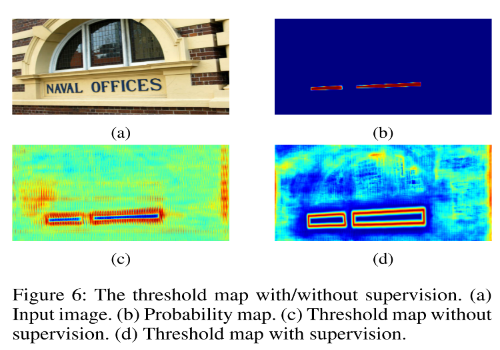 NAVAL OFFICES
(a)
(b)
(c)
(d)
Figure 6: The threshold map with/without supervision. (a)
Input image. (b) Probability map. (c) Threshold map without
supervision. (d) Threshold map with supervision.